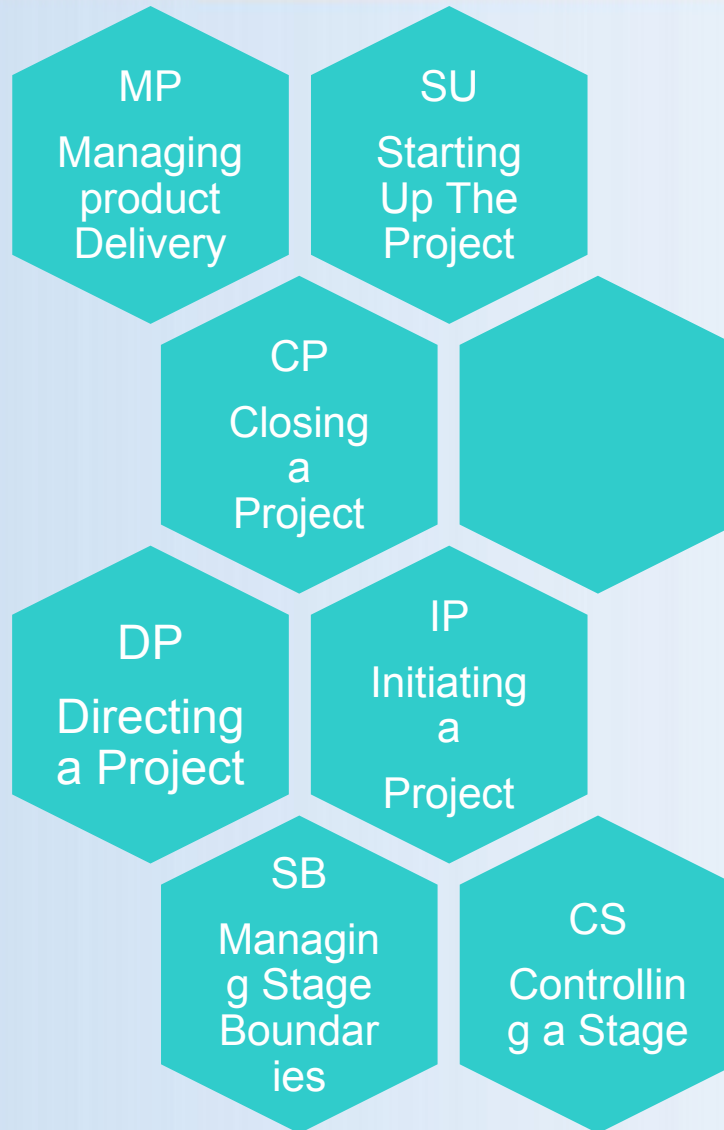 MP
Managing
product
Delivery
SU
Starting
Up The
Project
CP
Closing
a
Project
DP
Directing
a Project
IP
Initiating
a
Project
SB
Managin
g Stage
Boundar
ies
CS
Controllin
g a Stage